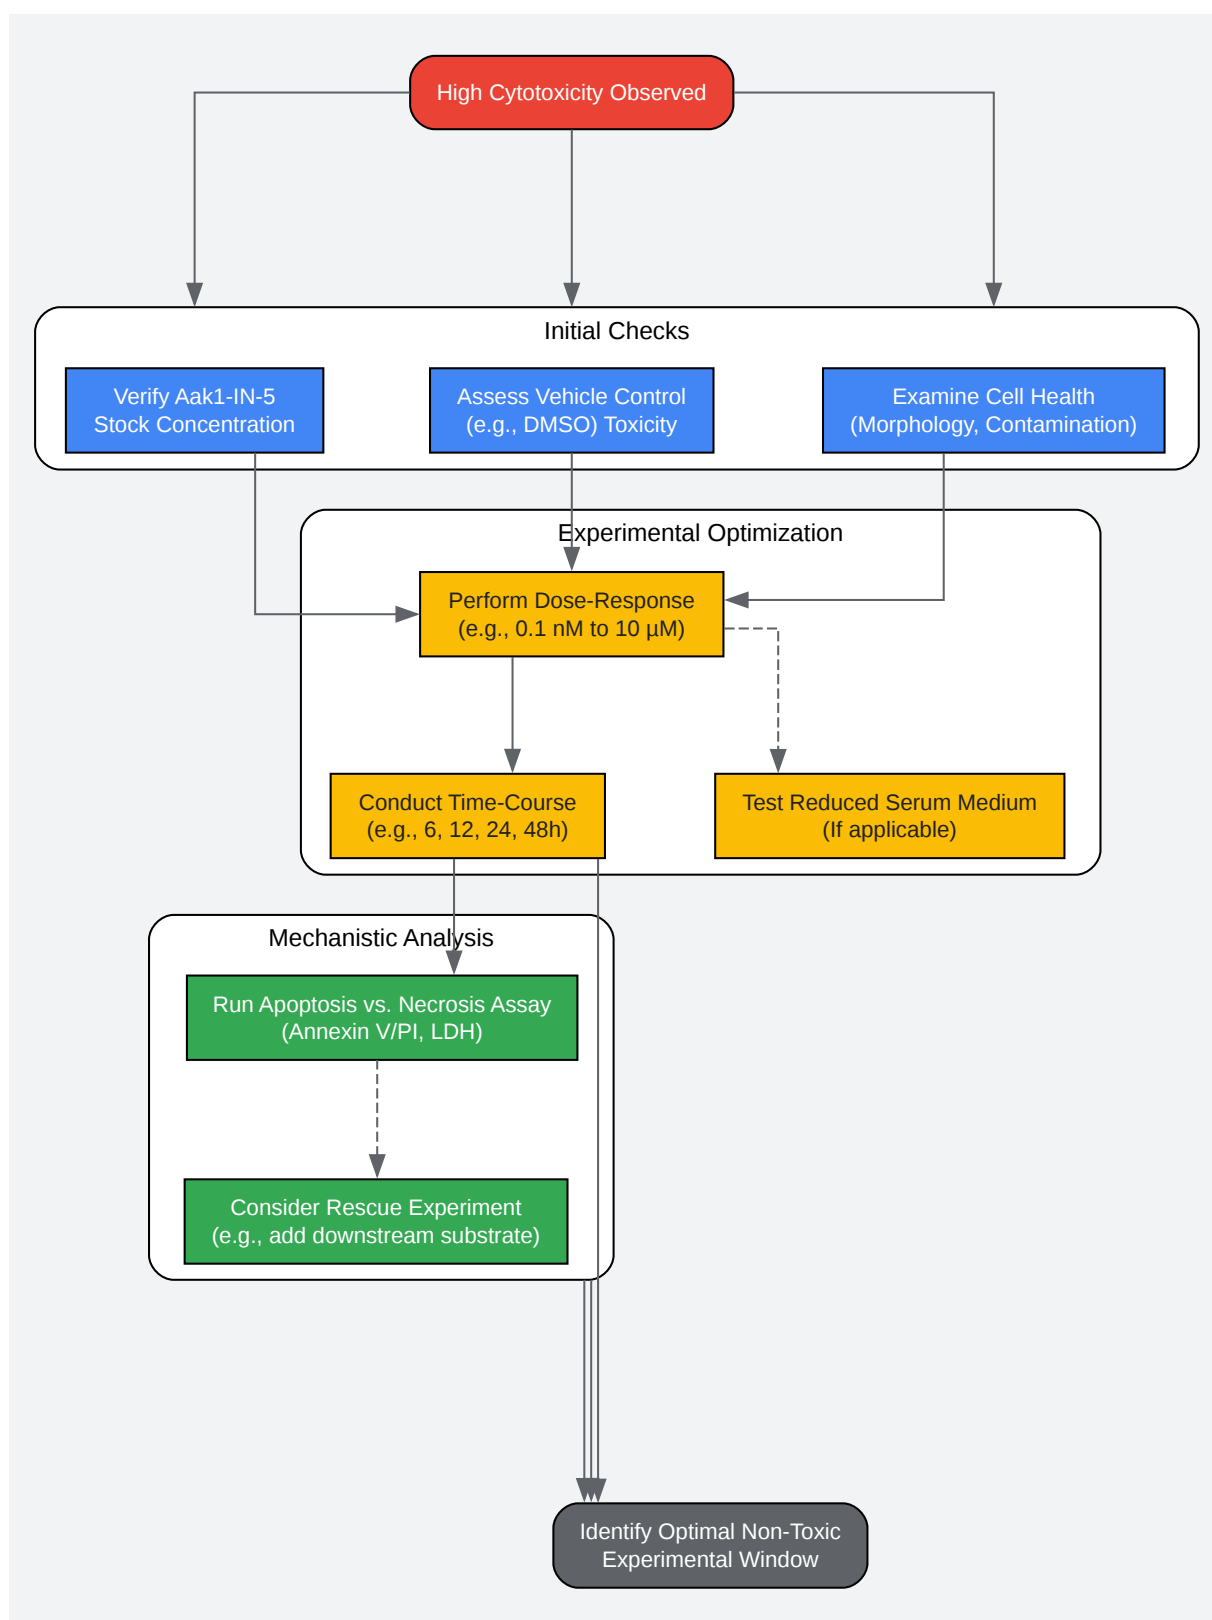 High Cytotoxicity Observed
Initial Checks
Verify Aak1-IN-5
Stock Concentration
Assess Vehicle Control
(e.g., DMSO) Toxicity
Examine Cell Health
(Morphology, Contamination)
Experimental Optimization
Perform Dose-Response
(e.g., 0.1 nM to 10 µM)
Conduct Time-Course
(e.g., 6, 12, 24, 48h)
Test Reduced Serum Medium
(If applicable)
Mechanistic Analysis
Run Apoptosis vs. Necrosis Assay
(Annexin V/PI, LDH)
Consider Rescue Experiment
(e.g., add downstream substrate)
Identify Optimal Non-Toxic
Experimental Window